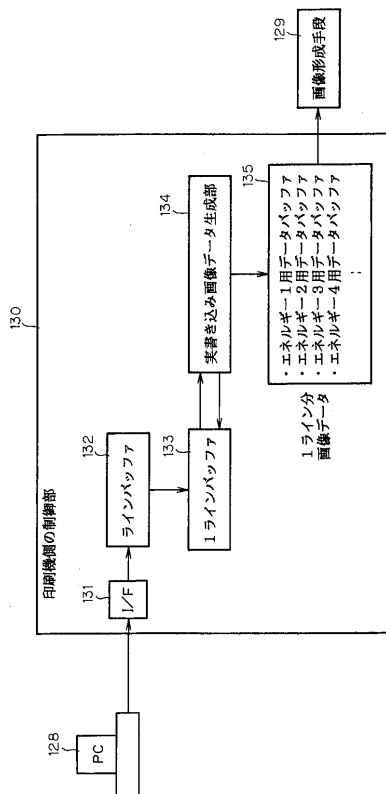 130
印刷機側の制御部
128
PC
131
I/F
132
ラインバッファ
133
1ラインバッファ
134
実書き込み画像データ生成部
135
・エネルギー1用データバッファ
・エネルギー2用データバッファ
・エネルギー3用データバッファ
・エネルギー4用データバッファ
:
1ライン分
画像データ
129
画像形成手段